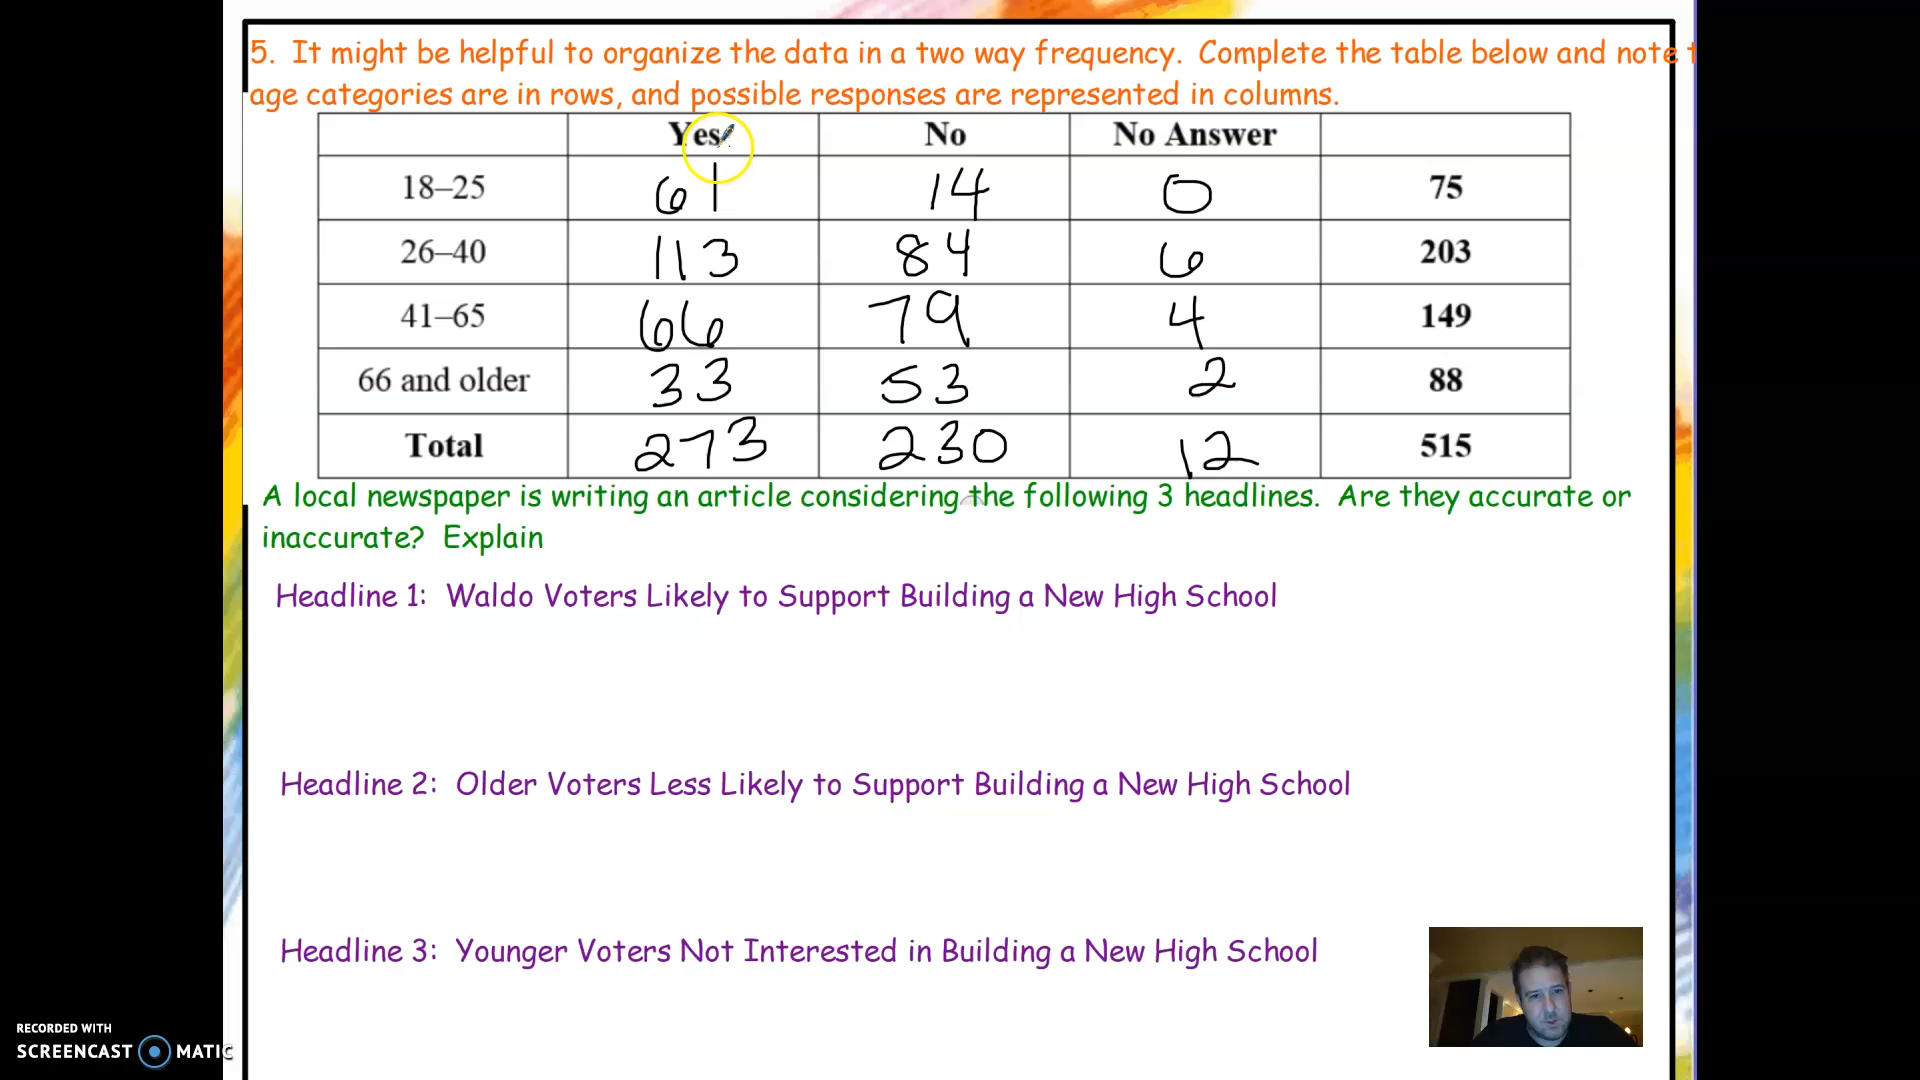 5. It might be helpful to organize the data in a two way frequency. Complete the table below and note
age categories are in rows, and possible responses are represented in columns.
Yes No No Answer
18–25 61 14 0 75
26–40 113 84 6 203
41–65 66 79 4 149
66 and older 33 53 2 88
Total 273 230 12 515
A local newspaper is writing an article considering the following 3 headlines. Are they accurate or
inaccurate? Explain
Headline 1: Waldo Voters Likely to Support Building a New High School
Headline 2: Older Voters Less Likely to Support Building a New High School
Headline 3: Younger Voters Not Interested in Building a New High School
RECORDED WITH
SCREENCAST MATIC